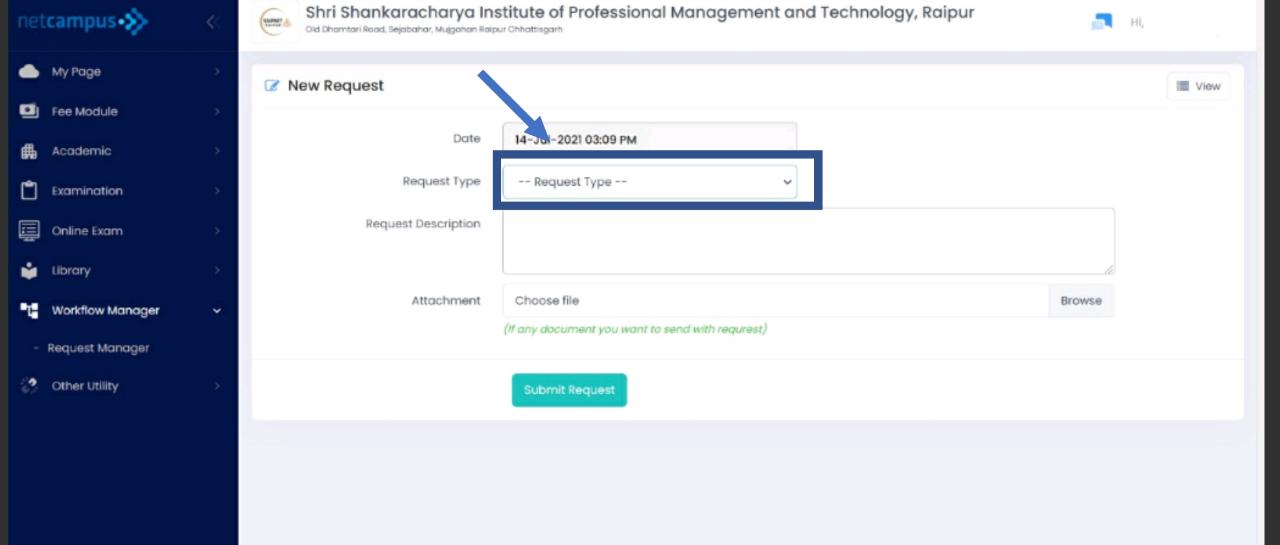 netcampus
Shri Shankaracharya Institute of Professional Management and Technology, Raipur
Old Dhamtari Road, Sejabahar, Mujgahan Raipur Chhattisgarh
Hi,
My Page
Fee Module
Academic
Examination
Online Exam
Library
Workflow Manager
- Request Manager
Other Utility
New Request
View
Date
14-Jul-2021 03:09 PM
Request Type
-- Request Type --
Request Description
Attachment
Choose file
Browse
(If any document you want to send with requrest)
Submit Request